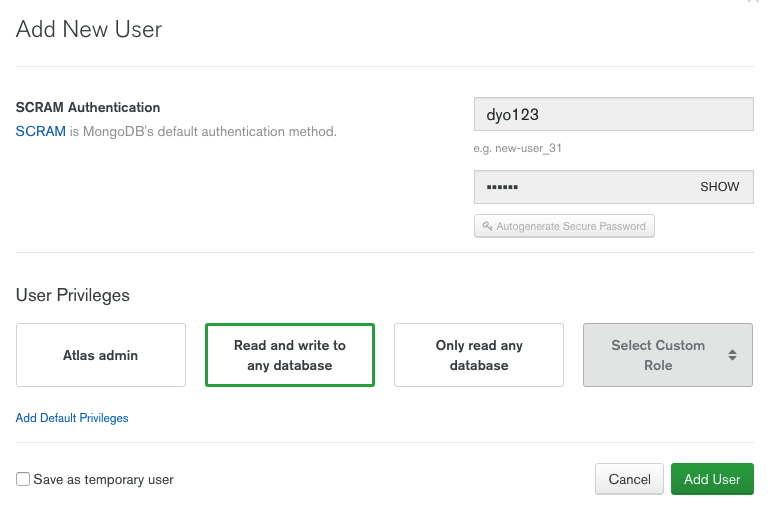 Add New User
SCRAM Authentication
SCRAM is MongoDB's default authentication method.
dyo123
e.g. new-user_31
▪▪▪▪▪▪ SHOW
Autogenerate Secure Password
User Privileges
Atlas admin
Read and write to
any database
Only read any
database
Select Custom
Role
Add Default Privileges
Save as temporary user
Cancel
Add User